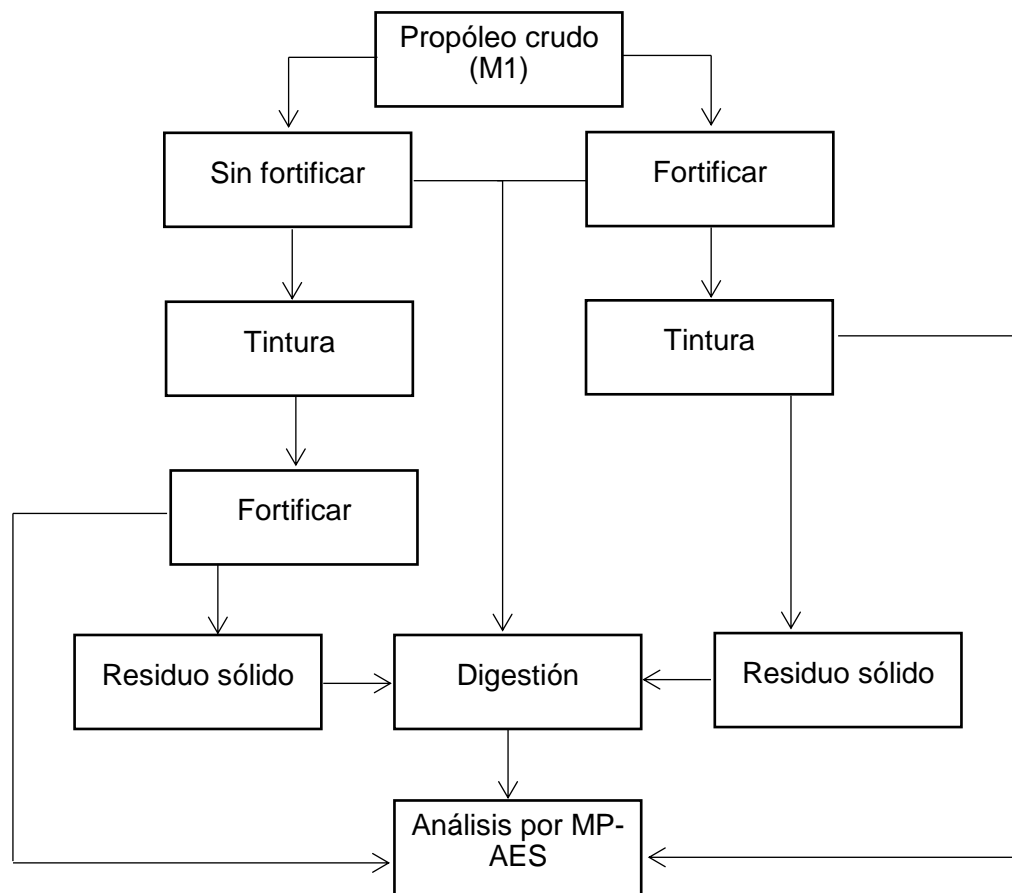 Propóleo crudo
(M1)
Sin fortificar
Fortificar
Tintura
Tintura
Fortificar
Residuo sólido
Digestión
Residuo sólido
Análisis por MP-
AES